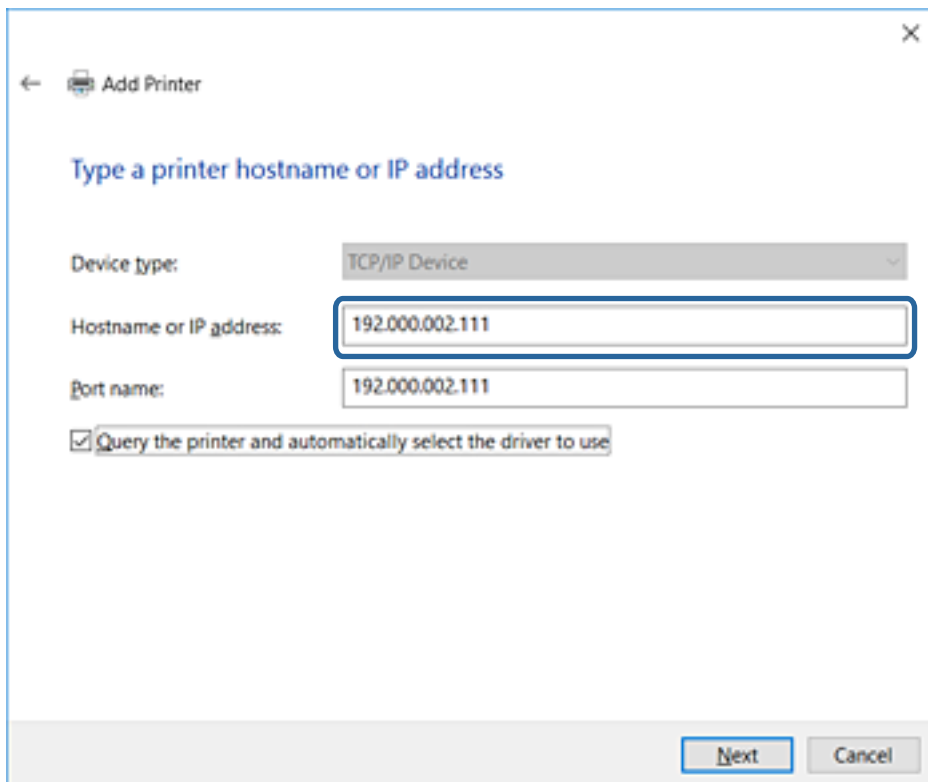 Add Printer
Type a printer hostname or IP address
Device type: TCP/IP Device
Hostname or IP address: 192.000.002.111
Port name: 192.000.002.111
Query the printer and automatically select the driver to use
Next Cancel